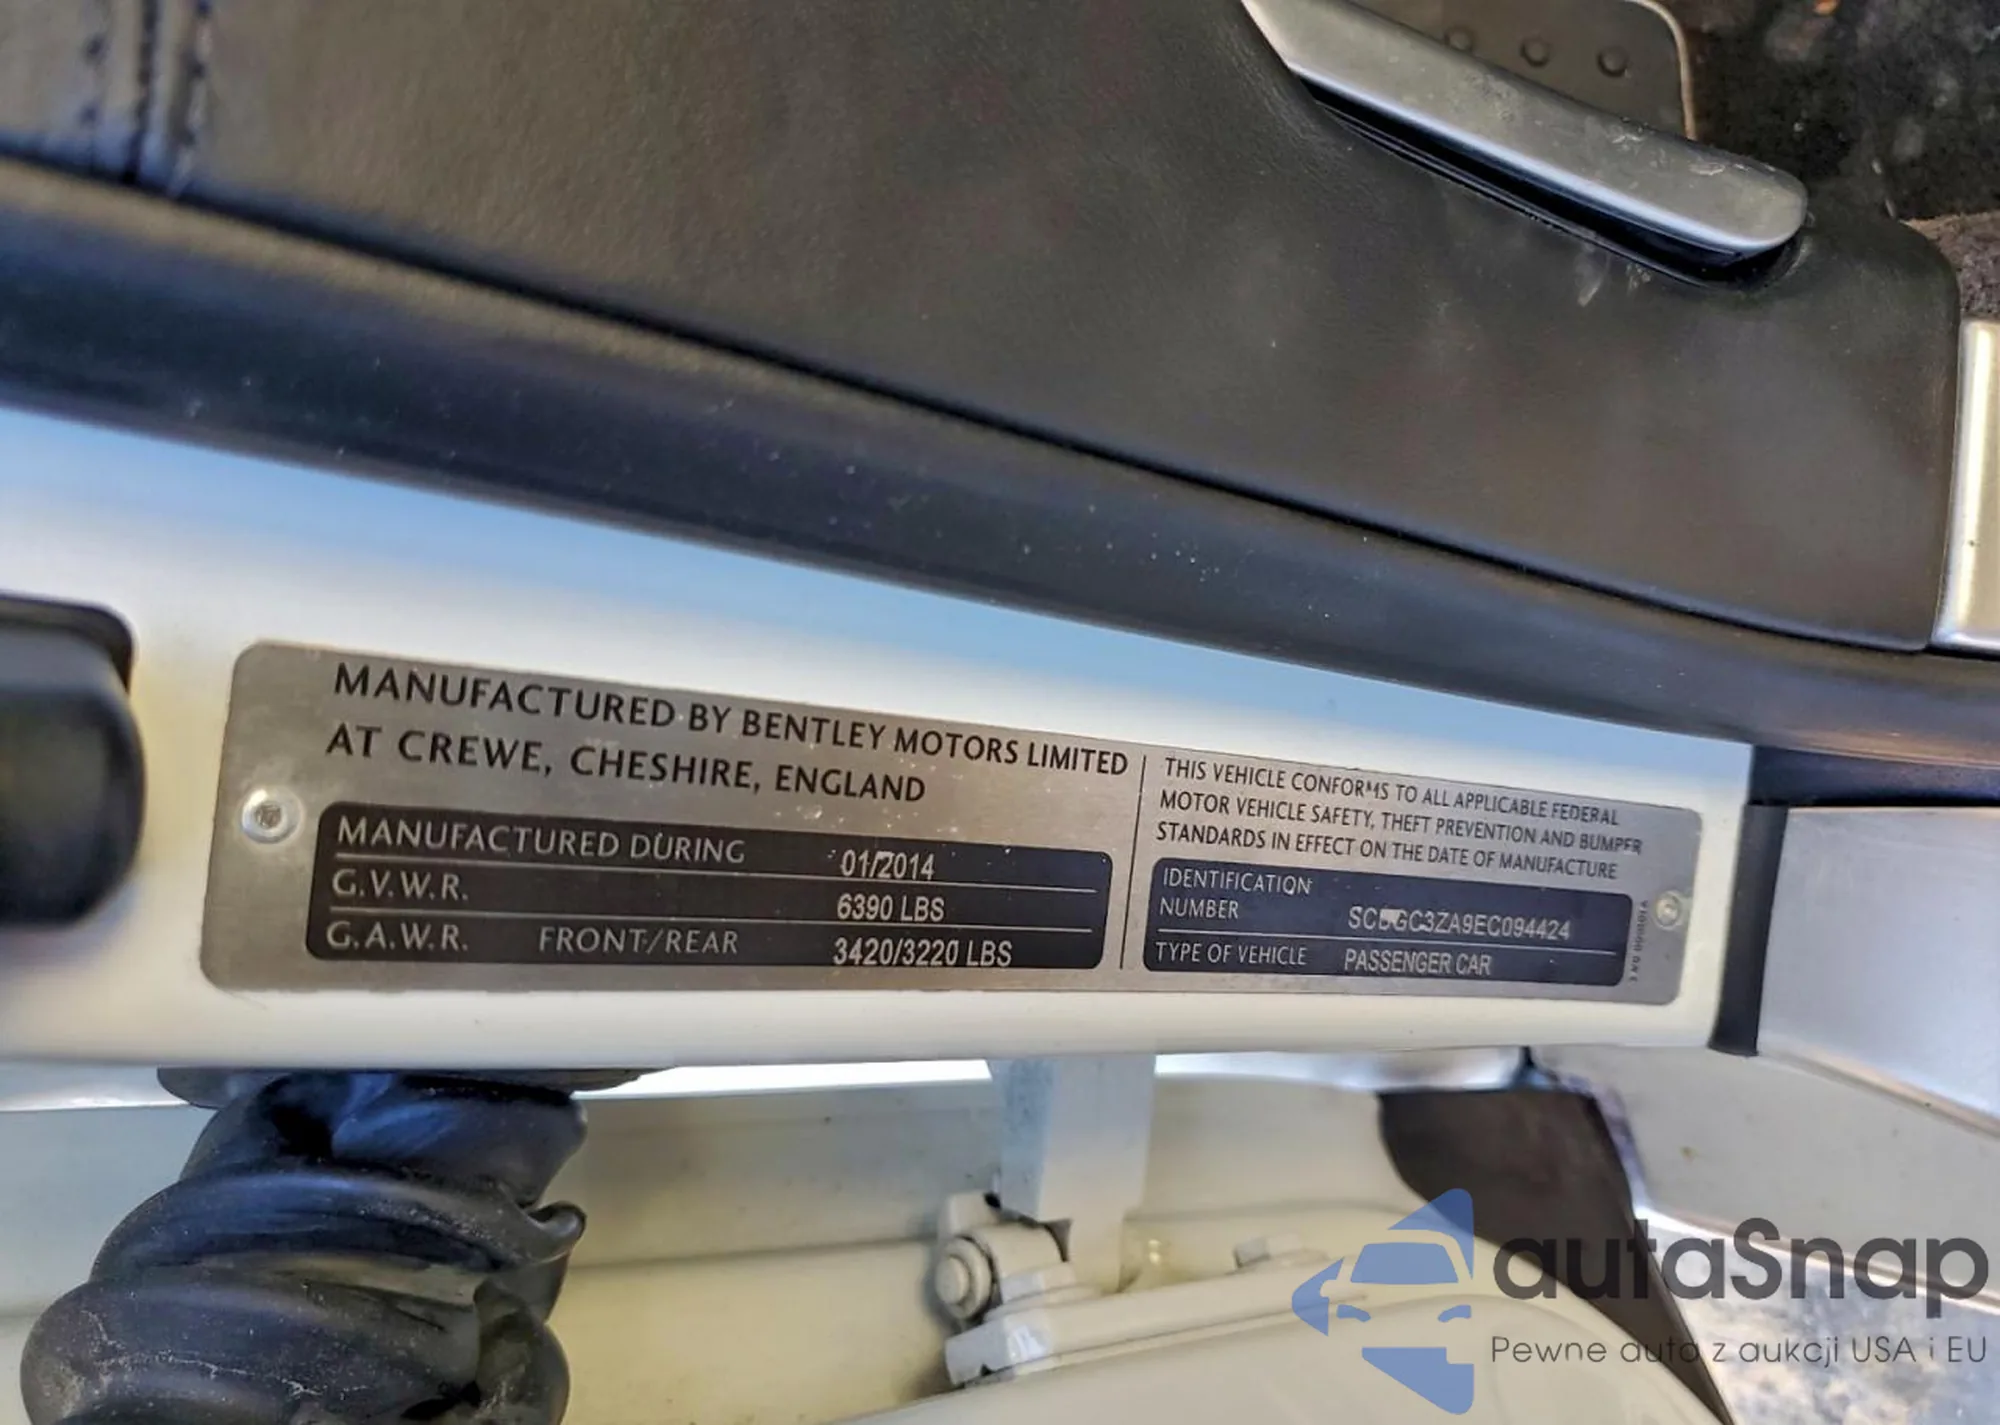 MANUFACTURED BY BENTLEY MOTORS LIMITED
AT CREWE, CHESHIRE, ENGLAND
MANUFACTURED DURING 01/2014
G.V.W.R. 6390 LBS
G.A.W.R. FRONT/REAR 3420/3220 LBS
THIS VEHICLE CONFORMS TO ALL APPLICABLE FEDERAL
MOTOR VEHICLE SAFETY, THEFT PREVENTION AND BUMPER
STANDARDS IN EFFECT ON THE DATE OF MANUFACTURE
IDENTIFICATION
NUMBER
TYPE OF VEHICLE PASSENGER CAR
autaSnap
Pewne auta z aukcji USA i EU